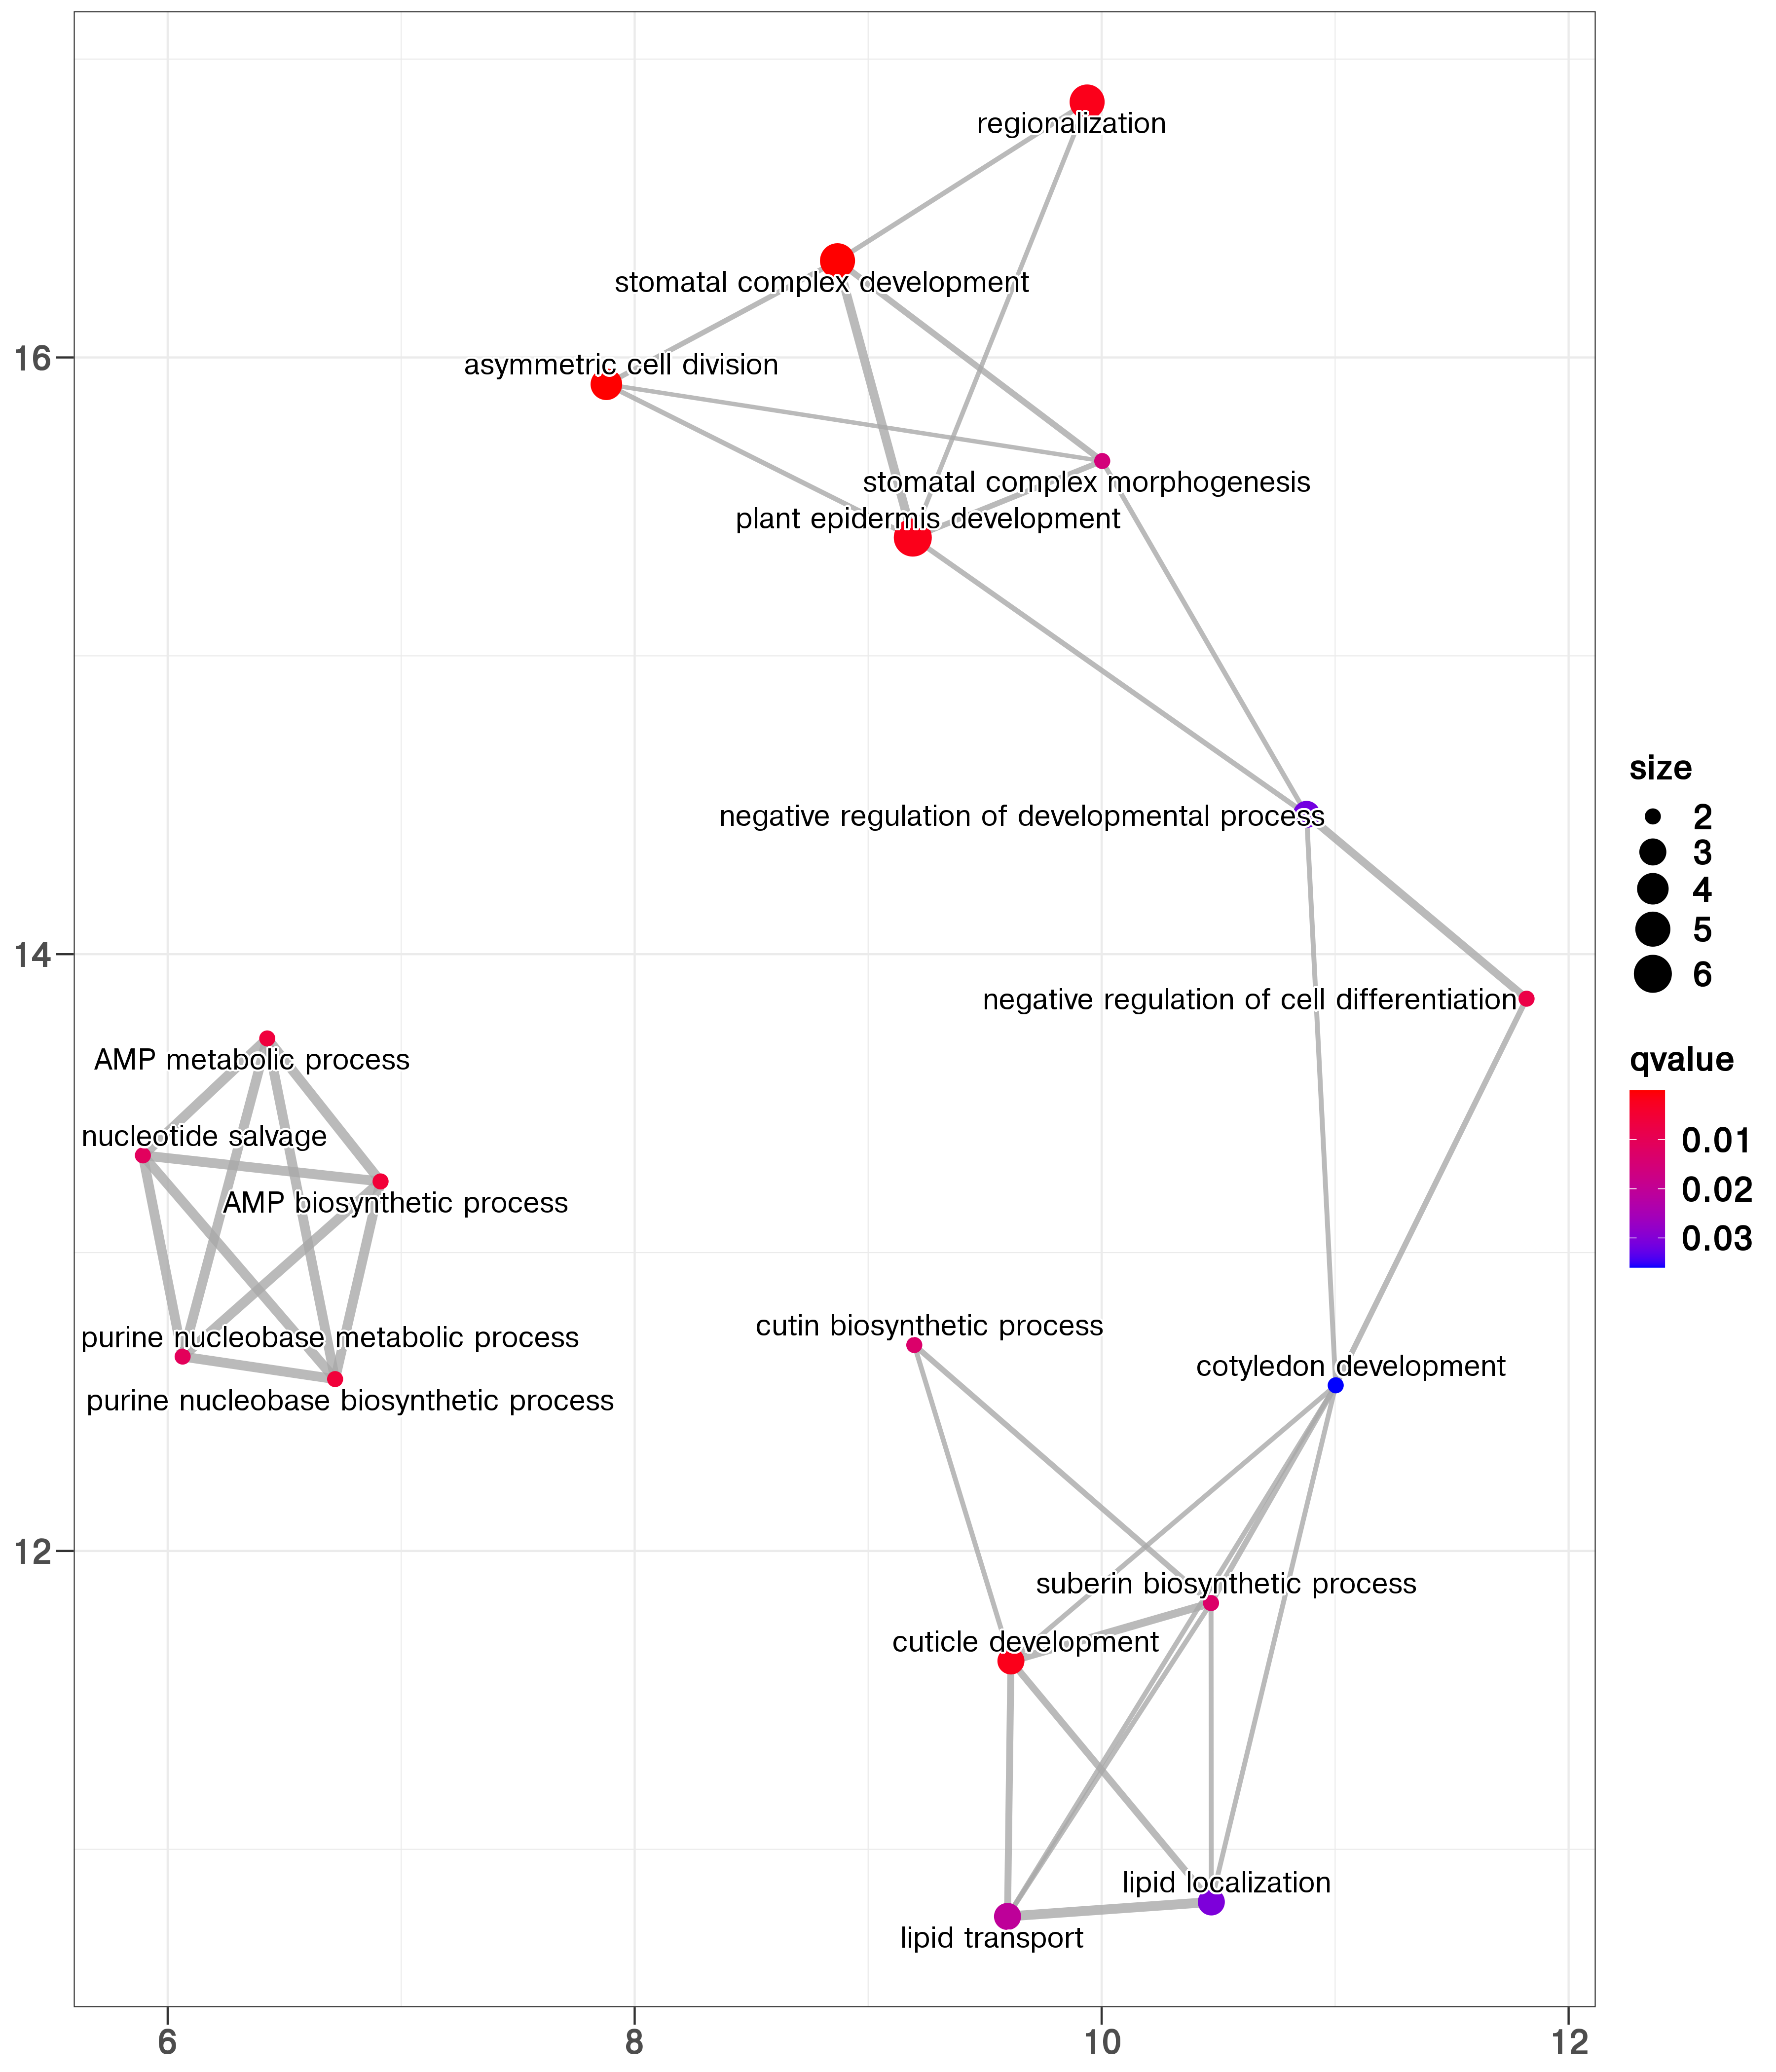 regionalization
stomatal complex development
16
asymmetric cell division
stomatal complex morphogenesis
plant epidermis development
size
negative regulation of developmental process
2
3
4
5
6
14
negative regulation of cell differentiation
AMP metabolic process
qvalue
nucleotide salvage
0.01
AMP biosynthetic process
0.02
0.03
cutin biosynthetic process
purine nucleobase metabolic process
cotyledon development
purine nucleobase biosynthetic process
12
suberin biosynthetic process
cuticle development
lipid localization
lipid transport
6
8
10
12